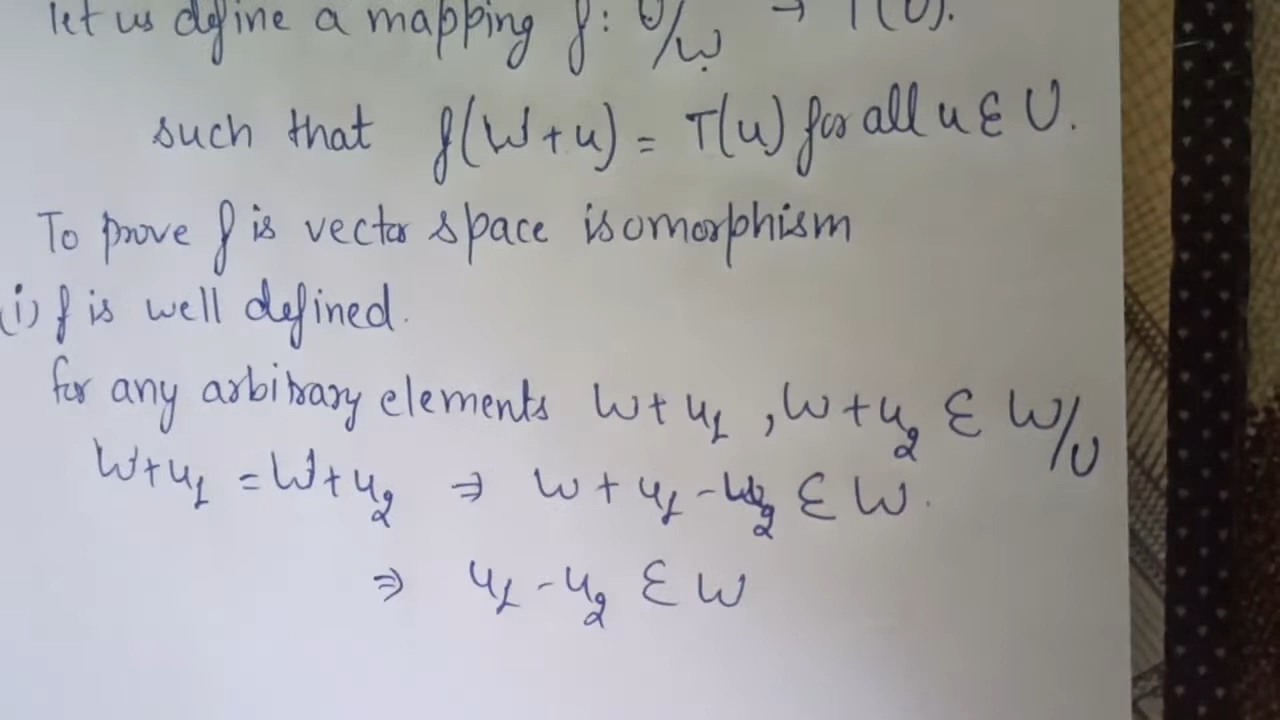 let us define a mapping f: U/W → T(U).
such that f(W+u) = T(u) for all u ε U.
To prove f is vector space isomorphism
(i) f is well defined.
for any arbitrary elements W+u₁ , W+u₂ ε W/U
W+u₁ = W+u₂ ⇒ W+u₁-u₂ ε W.
⇒ u₁-u₂ ε W